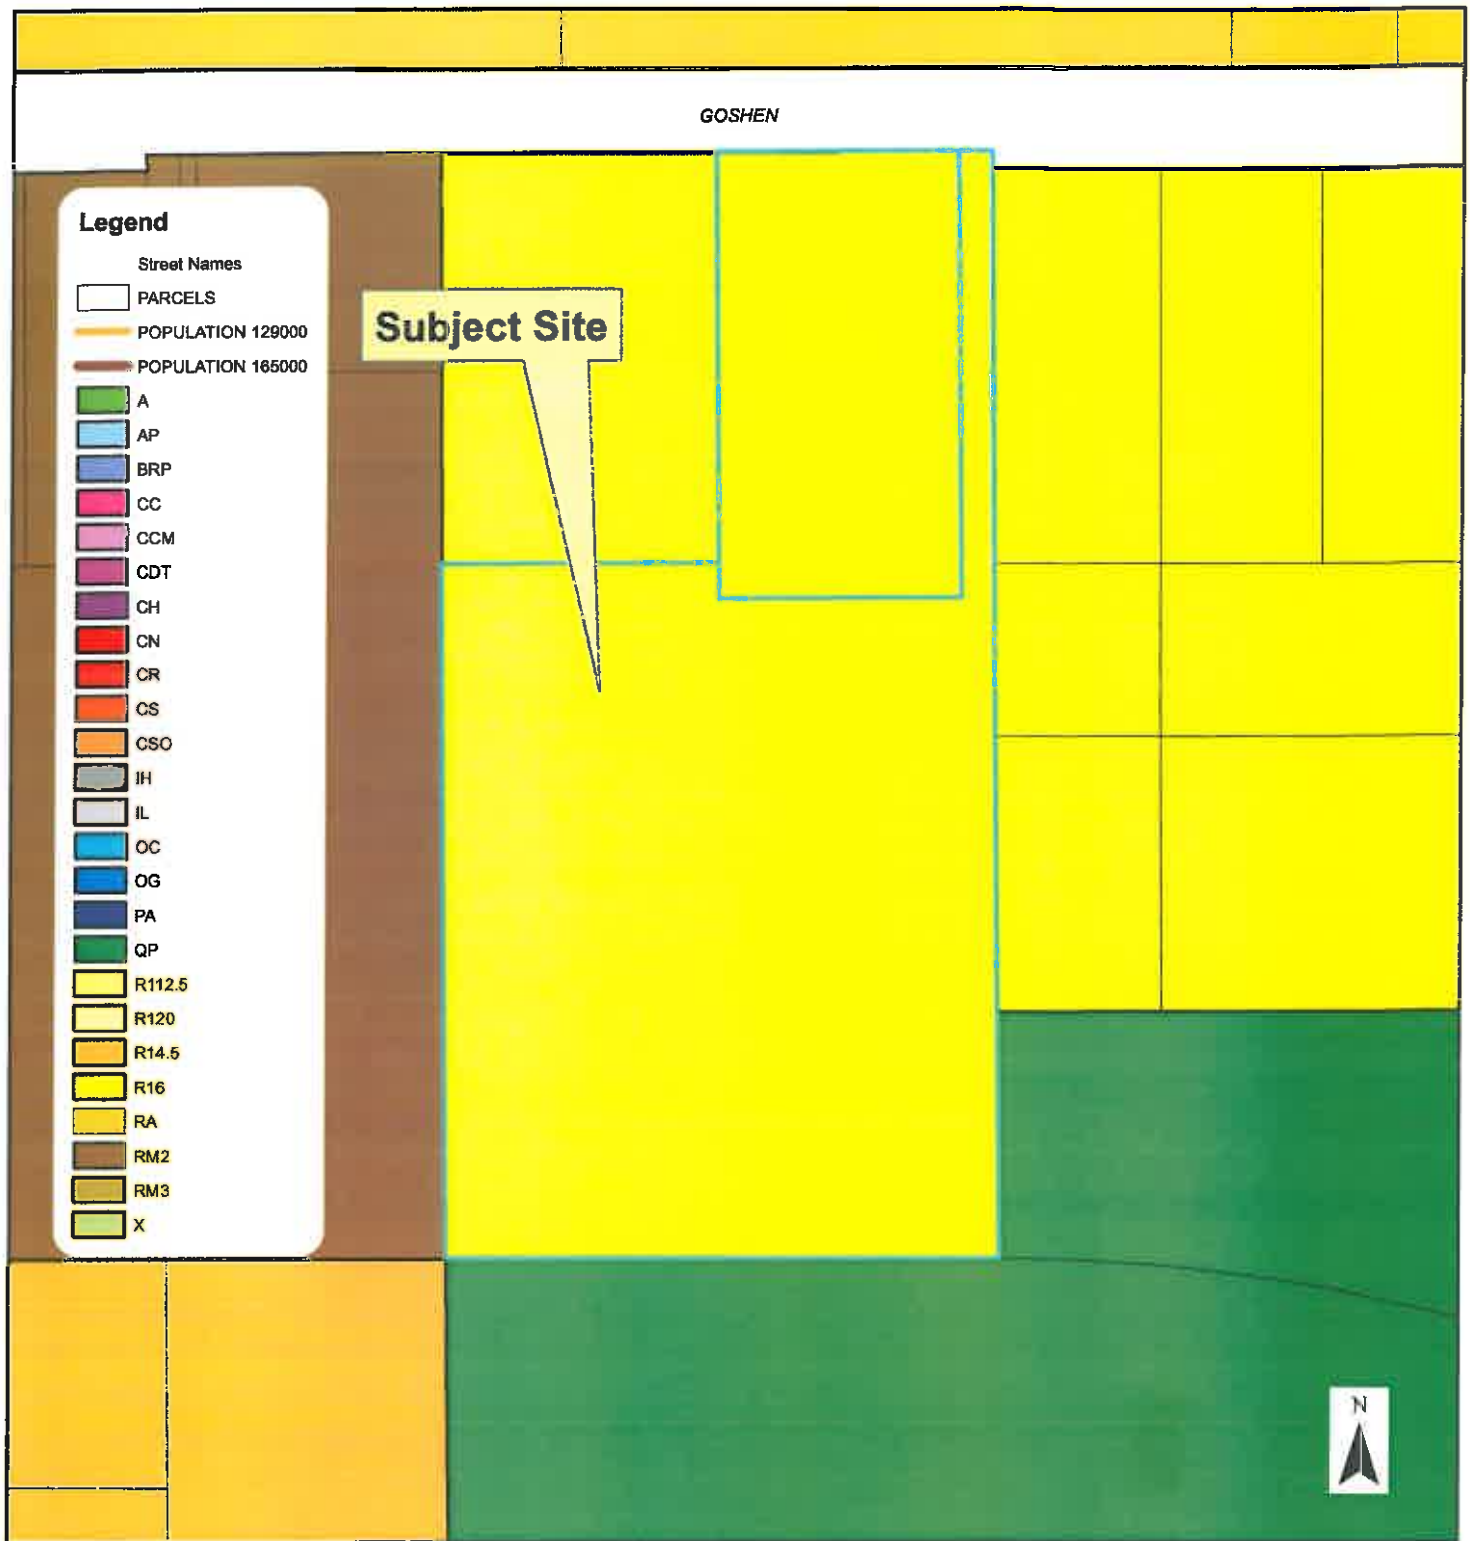 GOSHEN
Legend
Street Names
PARCELS
POPULATION 129000
POPULATION 165000
A
AP
BRP
CC
CCM
CDT
CH
CN
CR
CS
CSO
IH
IL
OC
OG
PA
QP
R112.5
R120
R14.5
R16
RA
RM2
RM3
X
Subject Site
N